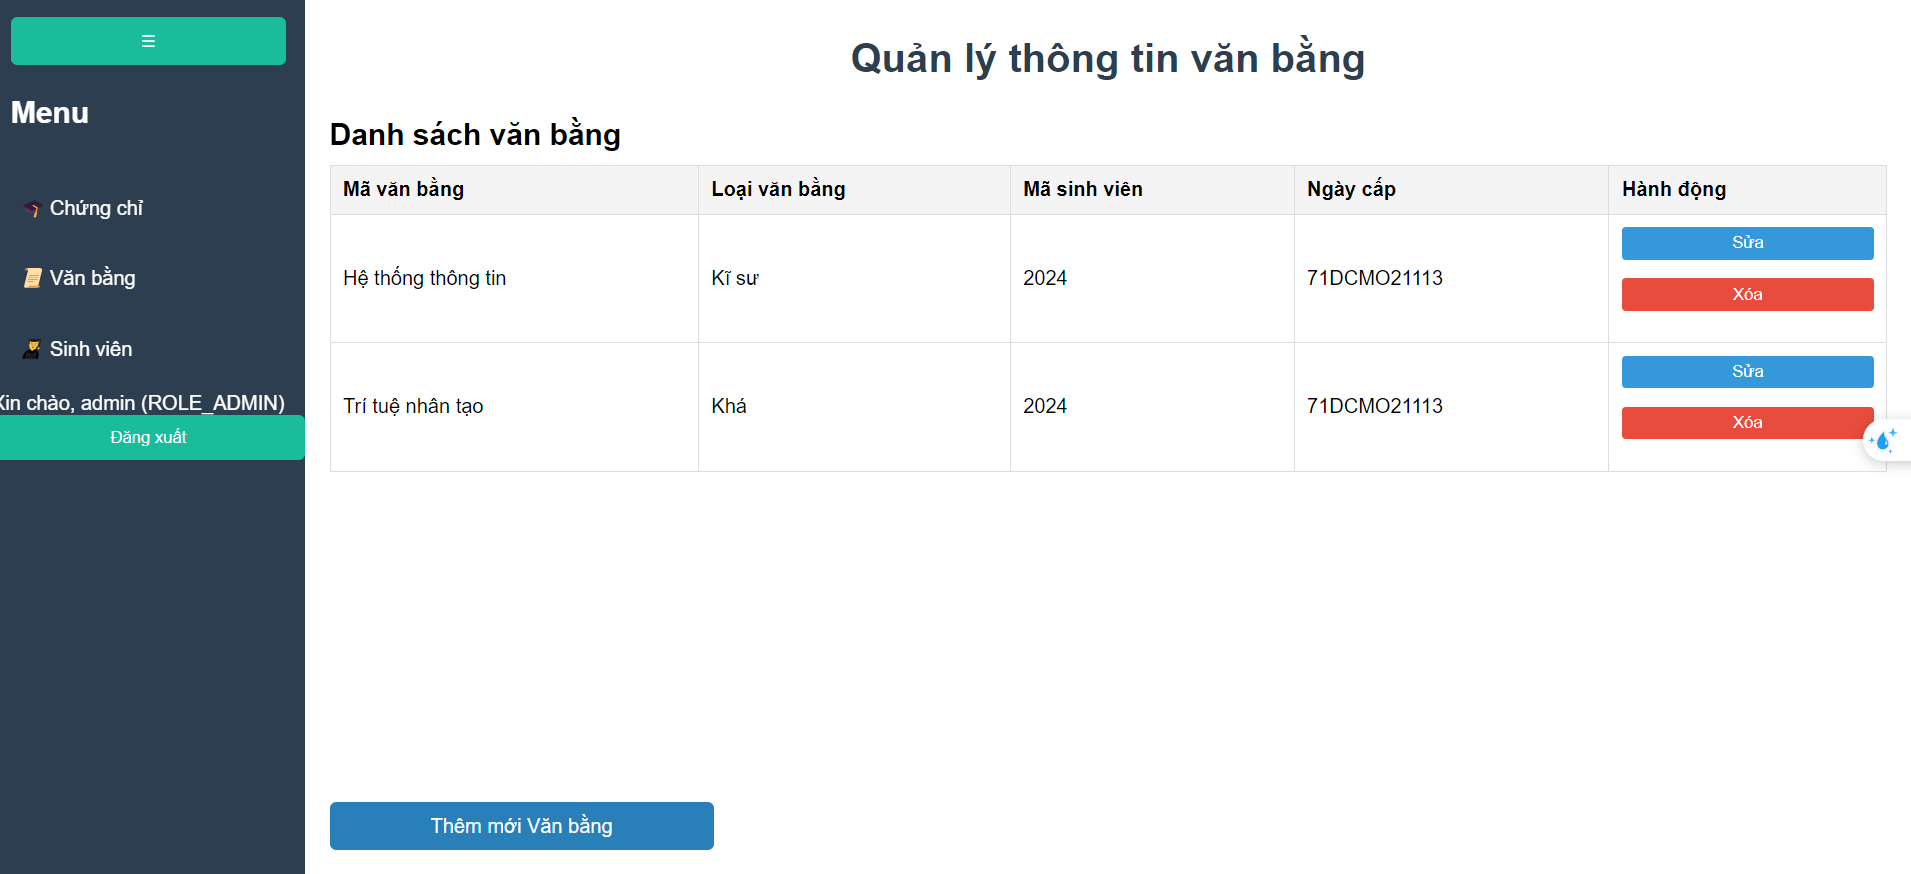 ☰
Menu
Chứng chỉ
Văn bằng
Sinh viên
Xin chào, admin (ROLE_ADMIN)
Đăng xuất
Quản lý thông tin văn bằng
Danh sách văn bằng
Mã văn bằng Loại văn bằng Mã sinh viên Ngày cấp Hành động
Hệ thống thông tin Kĩ sư 2024 71DCMO21113 Sửa
Xóa
Trí tuệ nhân tạo Khá 2024 71DCMO21113 Sửa
Xóa
Thêm mới Văn bằng